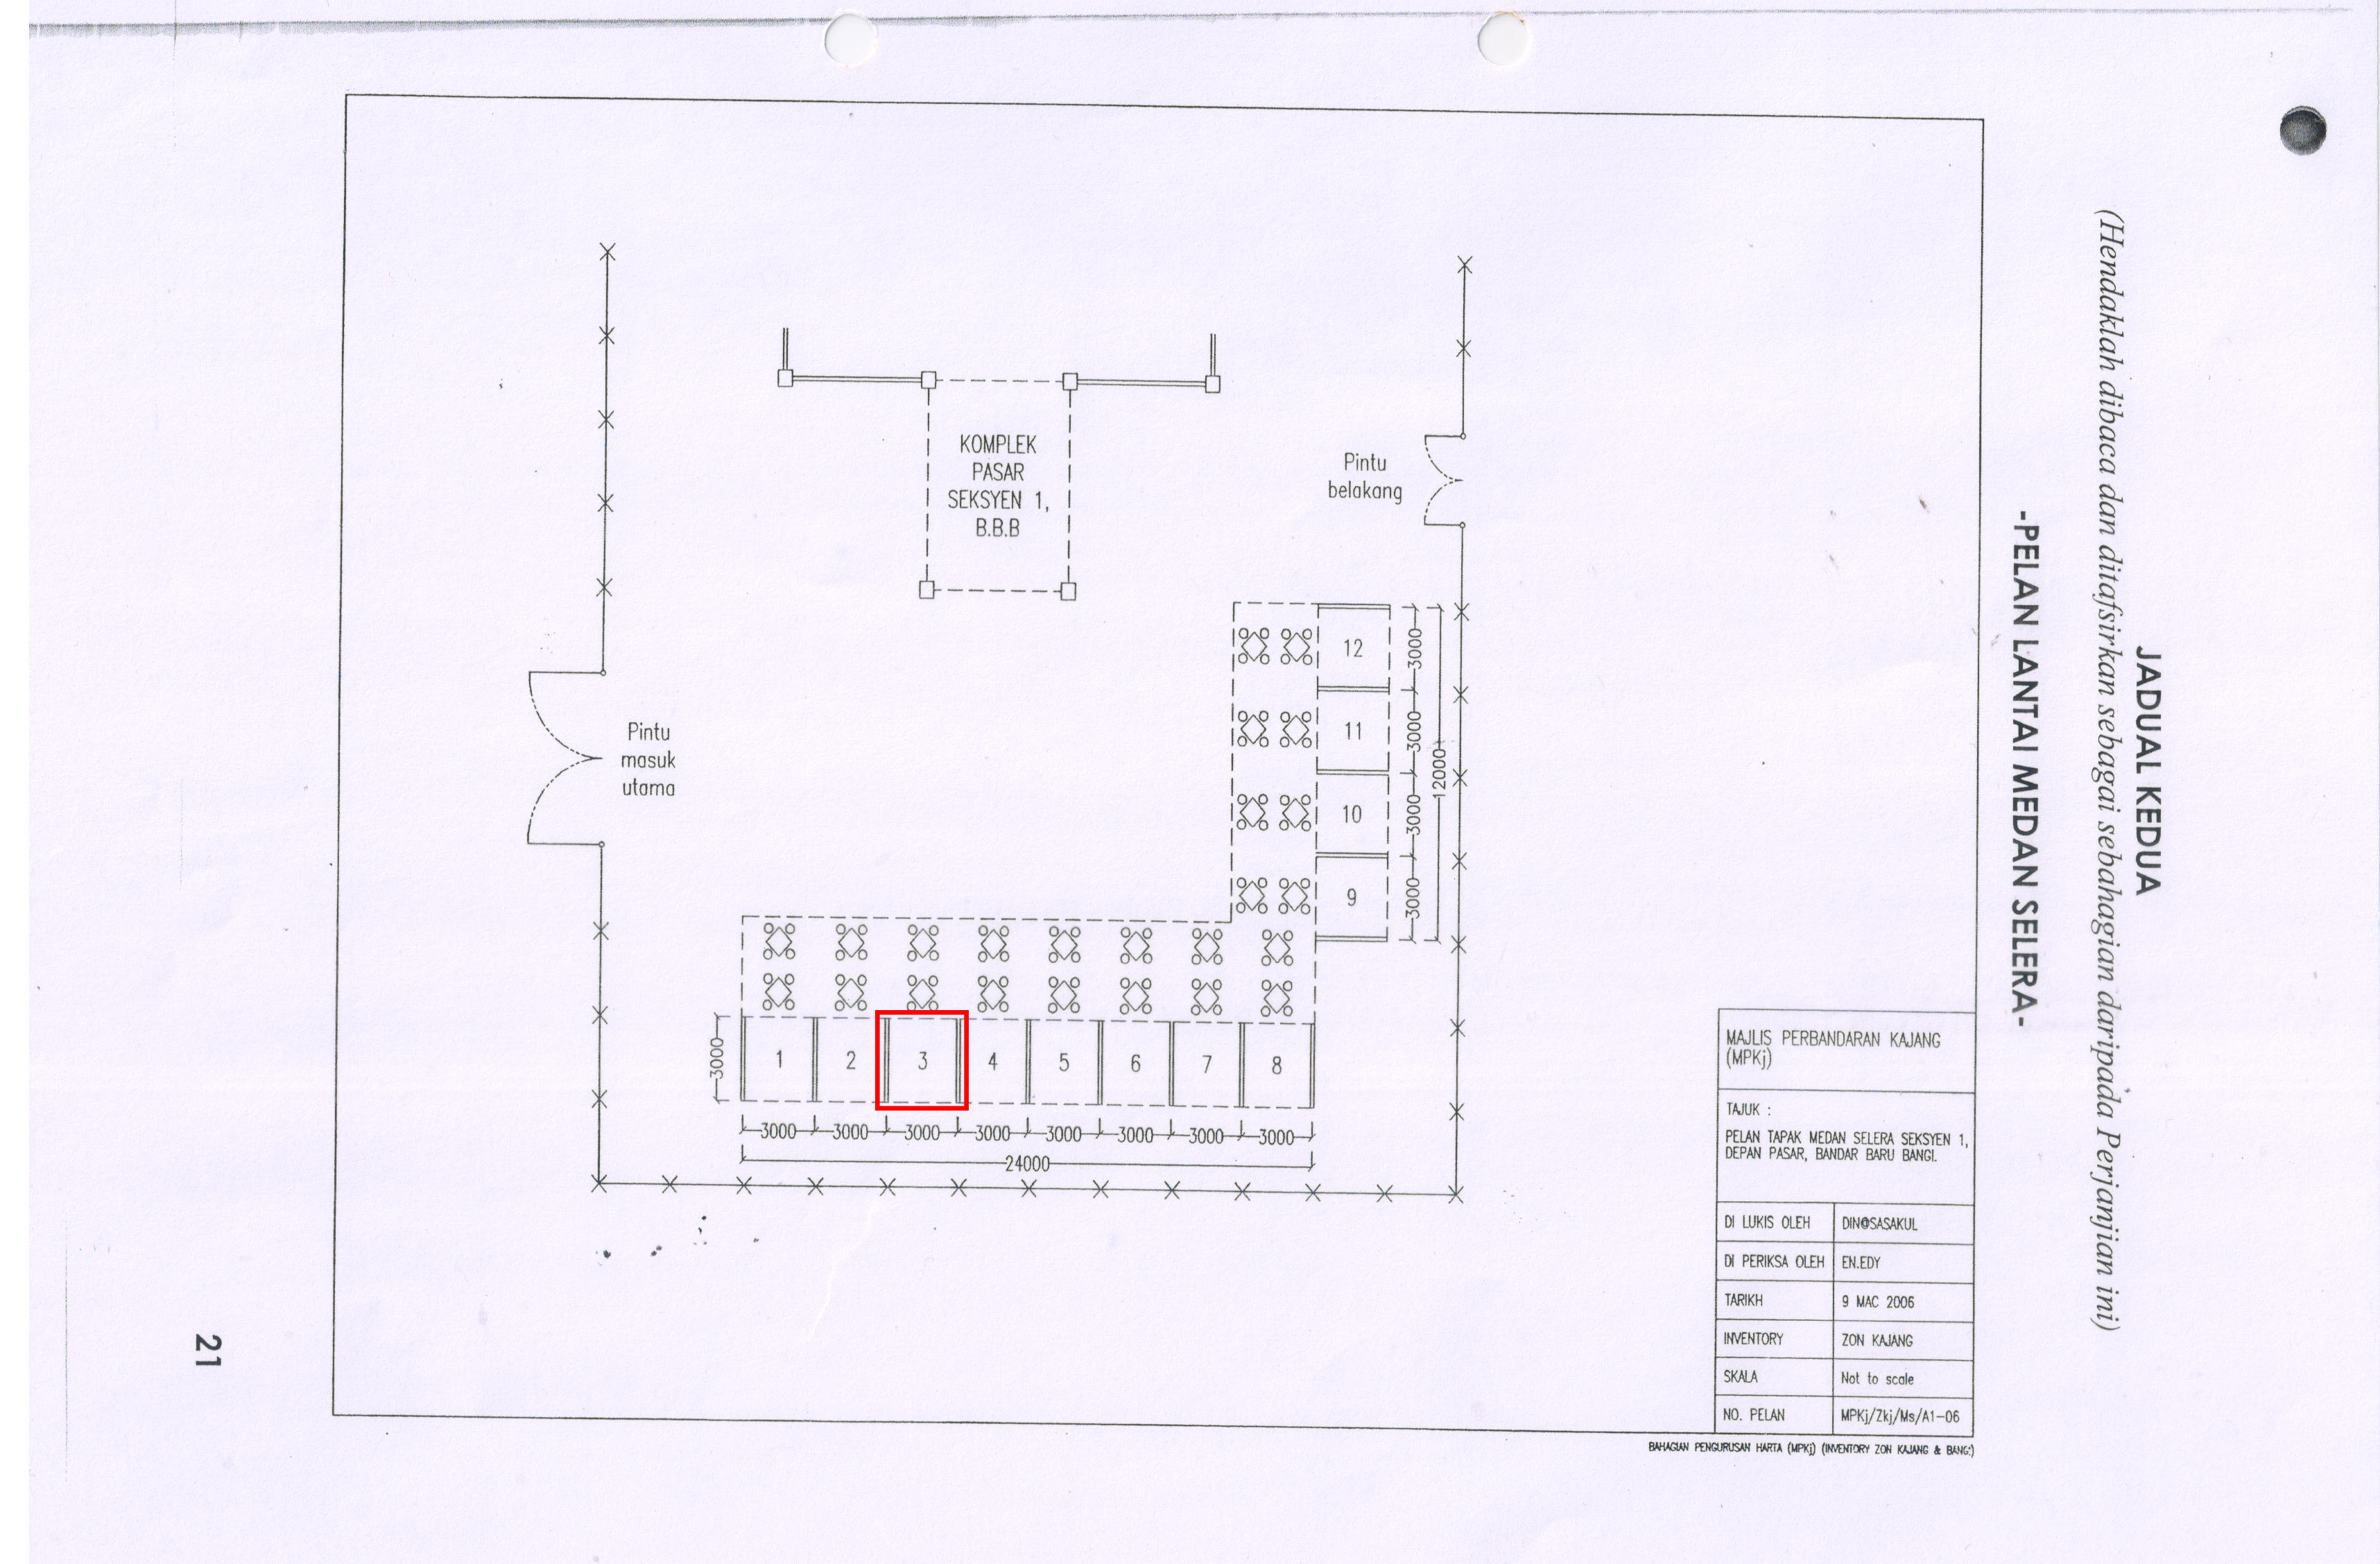 JADUAL KEDUA
(Hendaklah dibaca dan ditafsirkan sebagai sebahagian daripada Perjanjian ini)
-PELAN LANTAI MEDAN SELERA-
KOMPLEK
PASAR
SEKSYEN 1,
B.B.B
Pintu
belakang
Pintu
masuk
utama
12
11
10
9
3000
3000
3000
3000
12000
3000
1 2 3 4 5 6 7 8
3000 3000 3000 3000 3000 3000 3000 3000
24000
MAJLIS PERBANDARAN KAJANG
(MPKj)
TAJUK :
PELAN TAPAK MEDAN SELERA SEKSYEN 1,
DEPAN PASAR, BANDAR BARU BANGI.
DI LUKIS OLEH DIN@SASAKUL
DI PERIKSA OLEH EN.EDY
TARIKH 9 MAC 2006
INVENTORY ZON KAJANG
SKALA Not to scale
NO. PELAN MPKj/Zkj/Ms/A1-06
BAHAGIAN PENGURUSAN HARTA (MPKj) (INVENTORY ZON KAJANG &
21